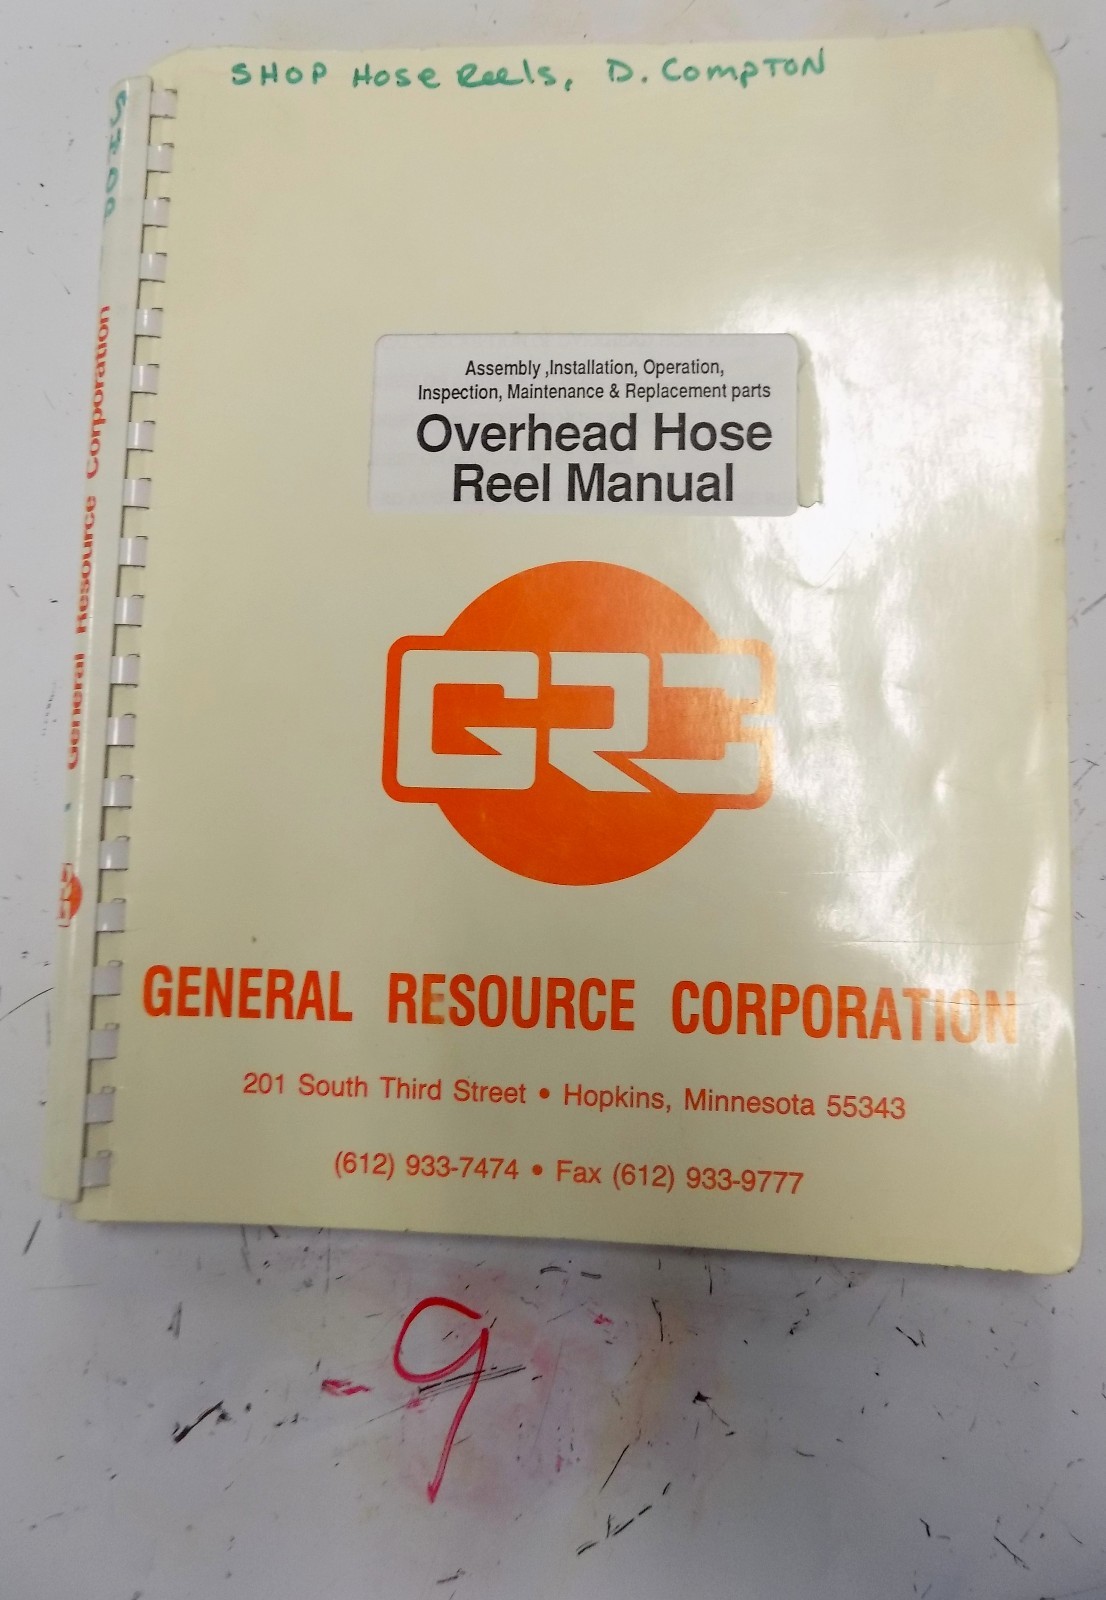 SHOP Hose Reels, D. Compton
SHOP
General Resource Corporation
Assembly ,Installation, Operation,
Inspection, Maintenance & Replacement parts
Overhead Hose
Reel Manual
GRC
GENERAL RESOURCE CORPORATION
201 South Third Street • Hopkins, Minnesota 55343
(612) 933-7474 • Fax (612) 933-9777
9